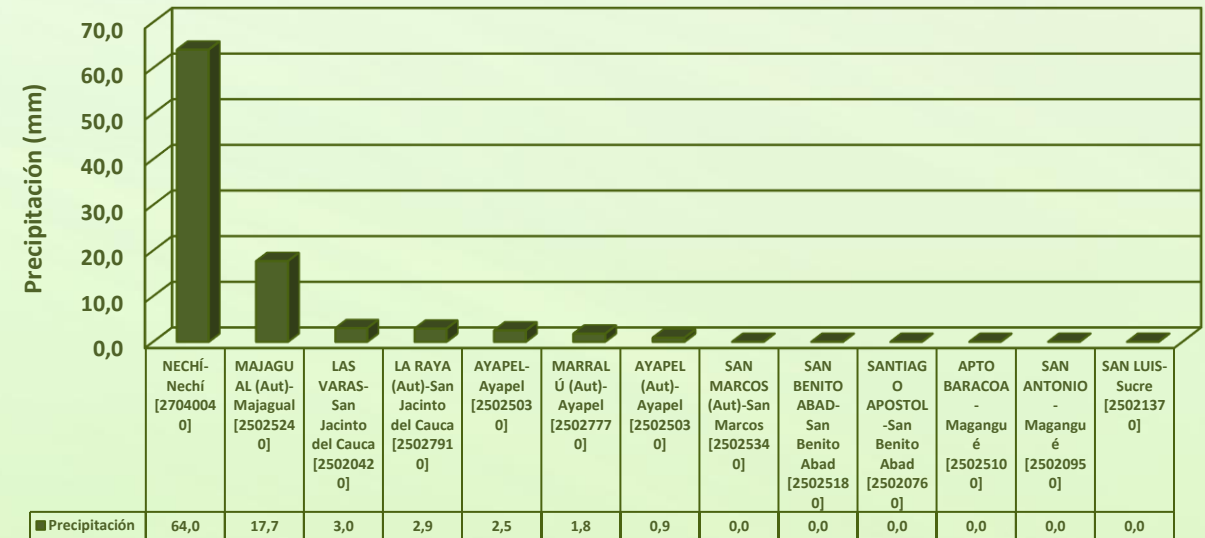 Precipitación (mm)
70,0
60,0
50,0
40,0
30,0
20,0
10,0
0,0
NECHÍ-
Nechí
[2704004
0]
MAJAGU
AL (Aut)-
Majagual
[2502524
0]
LAS
VARAS-
San
Jacinto
del Cauca
[2502042
0]
LA RAYA
(Aut)-San
Jacinto
del Cauca
[2502791
0]
AYAPEL-
Ayapel
[2502503
0]
MARRAL
Ú (Aut)-
Ayapel
[2502777
0]
AYAPEL
(Aut)-
Ayapel
[2502503
0]
SAN
MARCOS
(Aut)-San
Marcos
[2502534
0]
SAN
BENITO
ABAD-
San
Benito
Abad
[2502518
0]
SANTIAG
O
APOSTOL
-San
Benito
Abad
[2502076
0]
APTO
BARACOA
-
Magangu
é
[2502510
0]
SAN
ANTONIO
-
Magangu
é
[2502095
0]
SAN LUIS-
Sucre
[2502137
0]
Precipitación 64,0 17,7 3,0 2,9 2,5 1,8 0,9 0,0 0,0 0,0 0,0 0,0 0,0